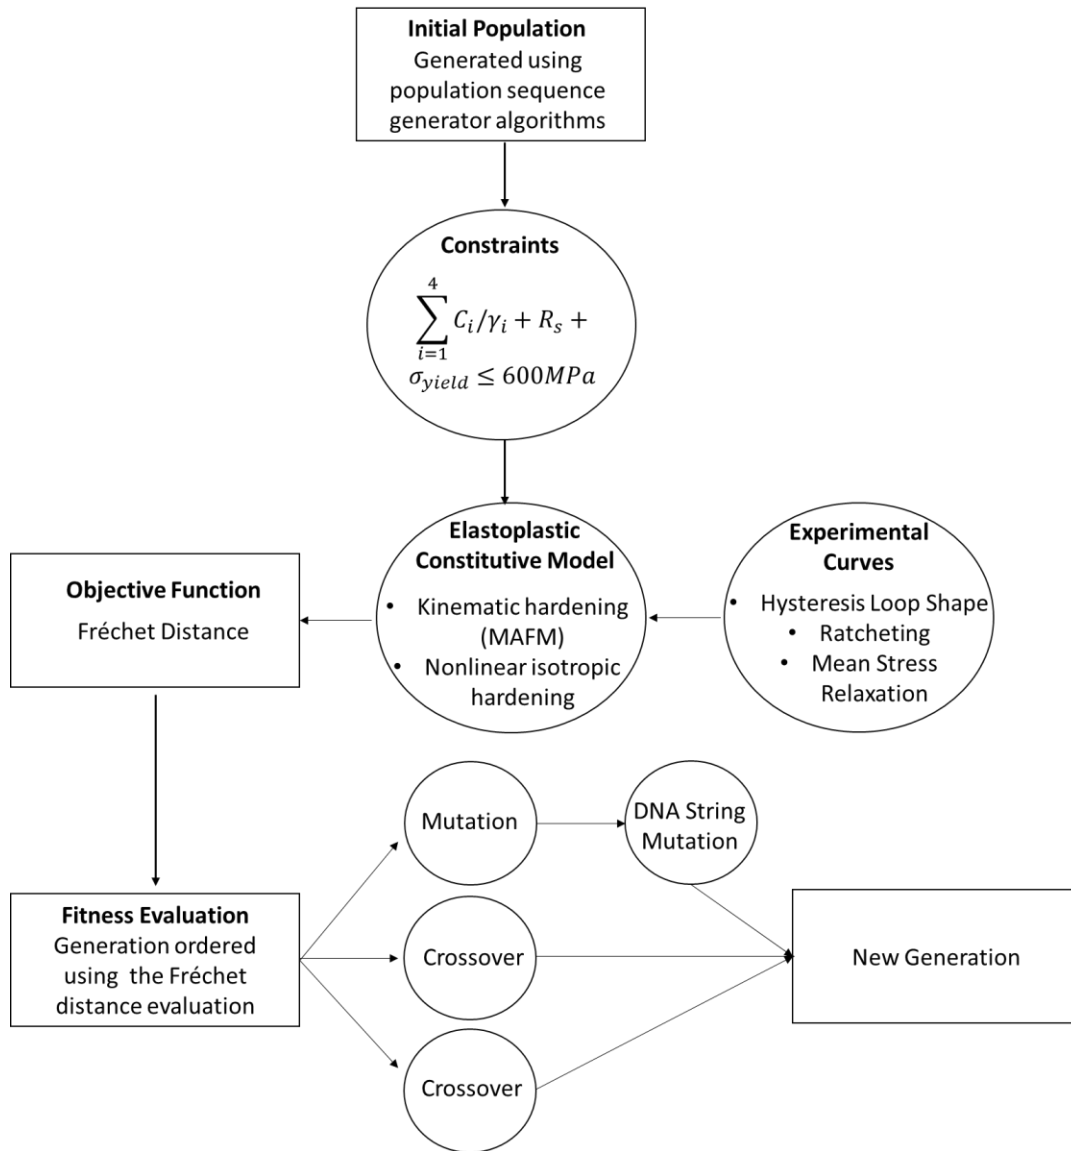 Initial Population
Generated using
population sequence
generator algorithms
Constraints
4
∑ C_i/γ_i + R_s +
i=1
σ_yield ≤ 600MPa
Elastoplastic
Constitutive Model
• Kinematic hardening
(MAFM)
• Nonlinear isotropic
hardening
Experimental
Curves
• Hysteresis Loop Shape
• Ratcheting
• Mean Stress
Relaxation
Objective Function
Fréchet Distance
Fitness Evaluation
Generation ordered
using the Fréchet
distance evaluation
Mutation
DNA String
Mutation
Crossover
Crossover
New Generation